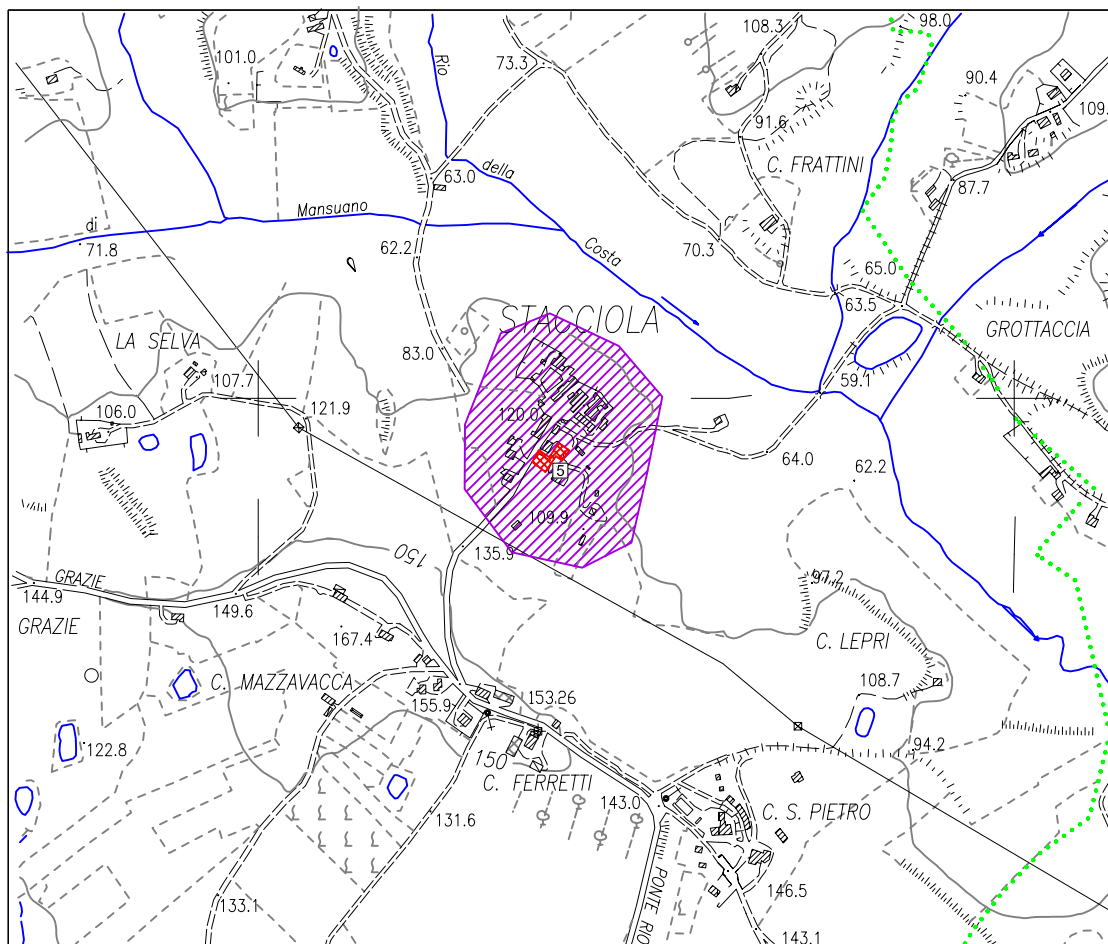 98.0
108.3
101.0
Rio
73.3
90.4
109.
91.6
C. FRATTINI
della
63.0
87.7
Mansuano
di
71.8
62.2
Costa
70.3
65.0
63.5
STACCIOLA
GROTTACCIA
LA SELVA
83.0
59.1
107.7
106.0
121.9
120.0
64.0
62.2
5
109.9
135.9
150
97.2
GRAZIE
144.9
149.6
GRAZIE
167.4
C. LEPRI
C. MAZZAVACCA
108.7
155.9
153.26
122.8
94.2
150
C. FERRETTI
143.0
C. S. PIETRO
131.6
PONTE RIO
146.5
133.1
143.1